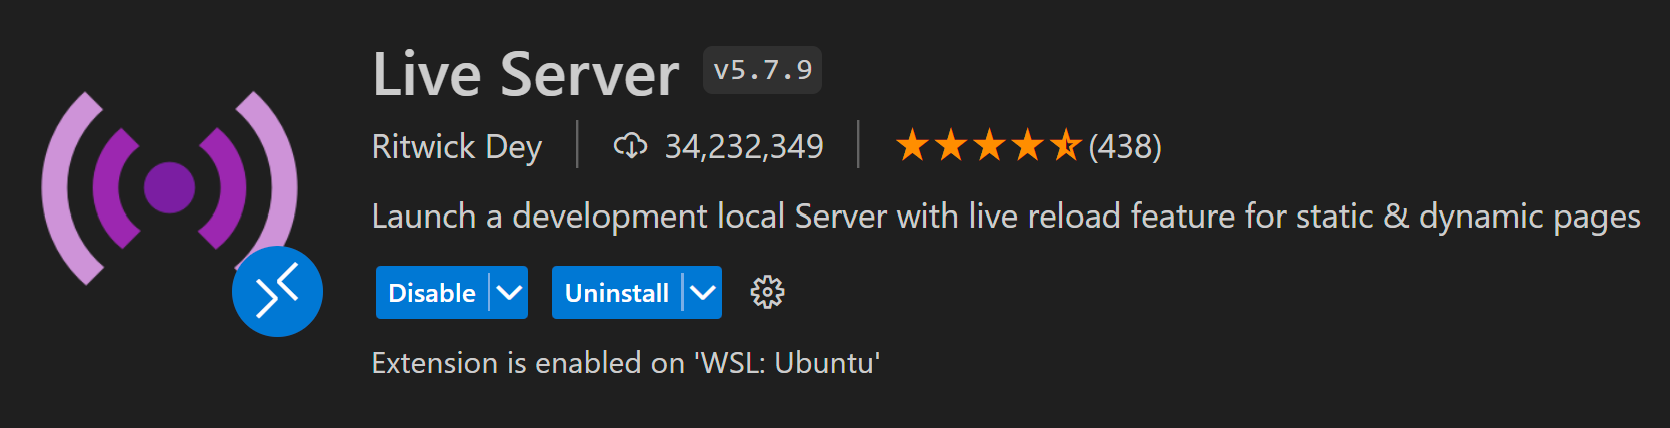 Live Server v5.7.9
Ritwick Dey 34,232,349 (438)
Launch a development local Server with live reload feature for static & dynamic pages
Disable Uninstall
Extension is enabled on 'WSL: Ubuntu'